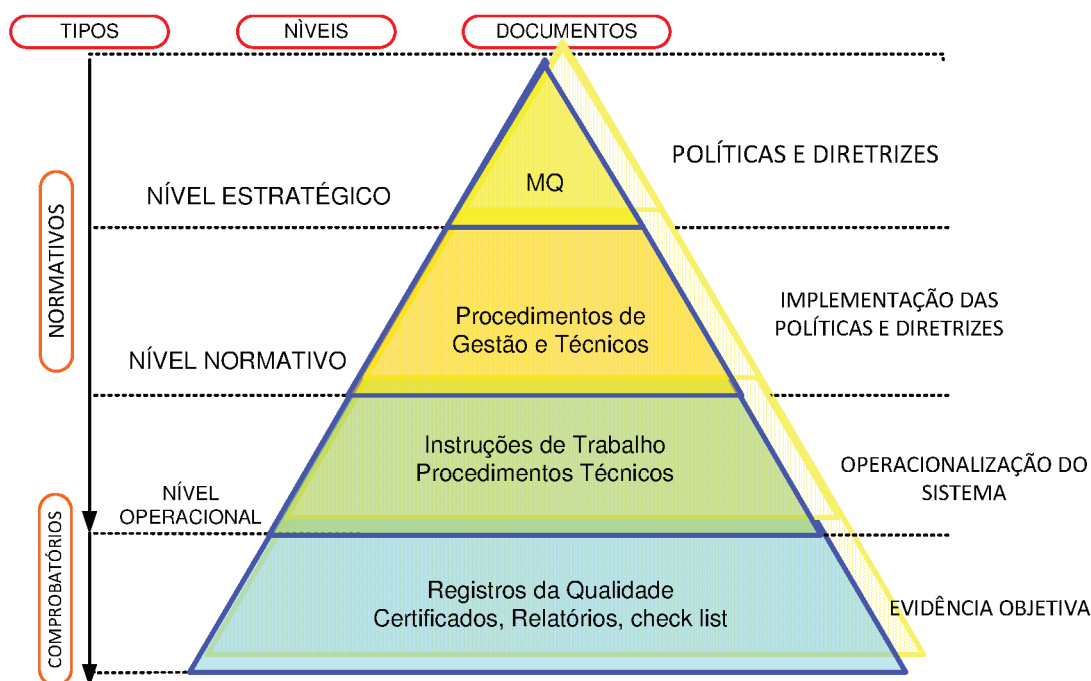 TIPOS
NÌVEIS
DOCUMENTOS
NORMATIVOS
NÍVEL ESTRATÉGICO
MQ
POLÍTICAS E DIRETRIZES
NÍVEL NORMATIVO
Procedimentos de
Gestão e Técnicos
IMPLEMENTAÇÃO DAS
POLÍTICAS E DIRETRIZES
NÍVEL
OPERACIONAL
Instruções de Trabalho
Procedimentos Técnicos
OPERACIONALIZAÇÃO DO
SISTEMA
COMPROBATÓRIOS
Registros da Qualidade
Certificados, Relatórios, check list
EVIDÊNCIA OBJETIVA